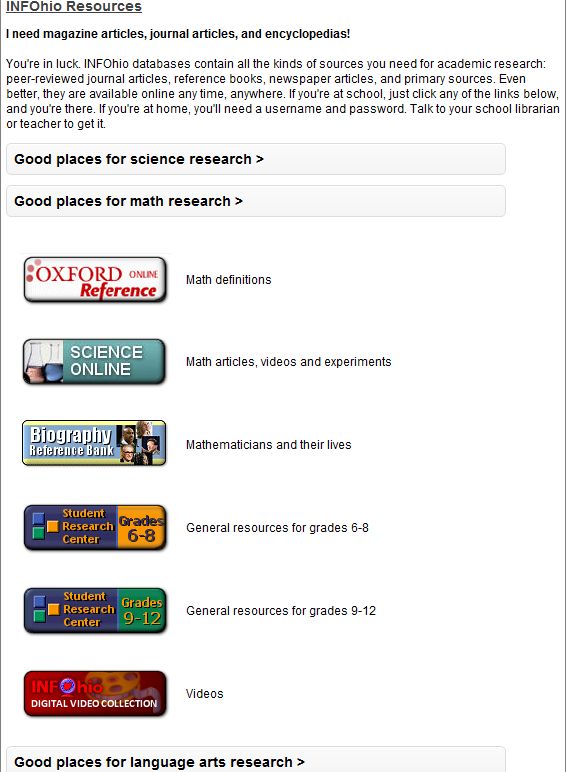 INFOhio Resources
I need magazine articles, journal articles, and encyclopedias!
You're in luck. INFOhio databases contain all the kinds of sources you need for academic research:
peer-reviewed journal articles, reference books, newspaper articles, and primary sources. Even
better, they are available online any time, anywhere. If you're at school, just click any of the links below,
and you're there. If you're at home, you'll need a username and password. Talk to your school librarian
or teacher to get it.
Good places for science research >
Good places for math research >
OXFORD ONLINE
Reference
Math definitions
SCIENCE
ONLINE
Math articles, videos and experiments
Biography
Reference Bank
Mathematicians and their lives
Student
Research
Center
Grades
6-8
General resources for grades 6-8
Student
Research
Center
Grades
9-12
General resources for grades 9-12
INFOhio
DIGITAL VIDEO COLLECTION
Videos
Good places for language arts research >